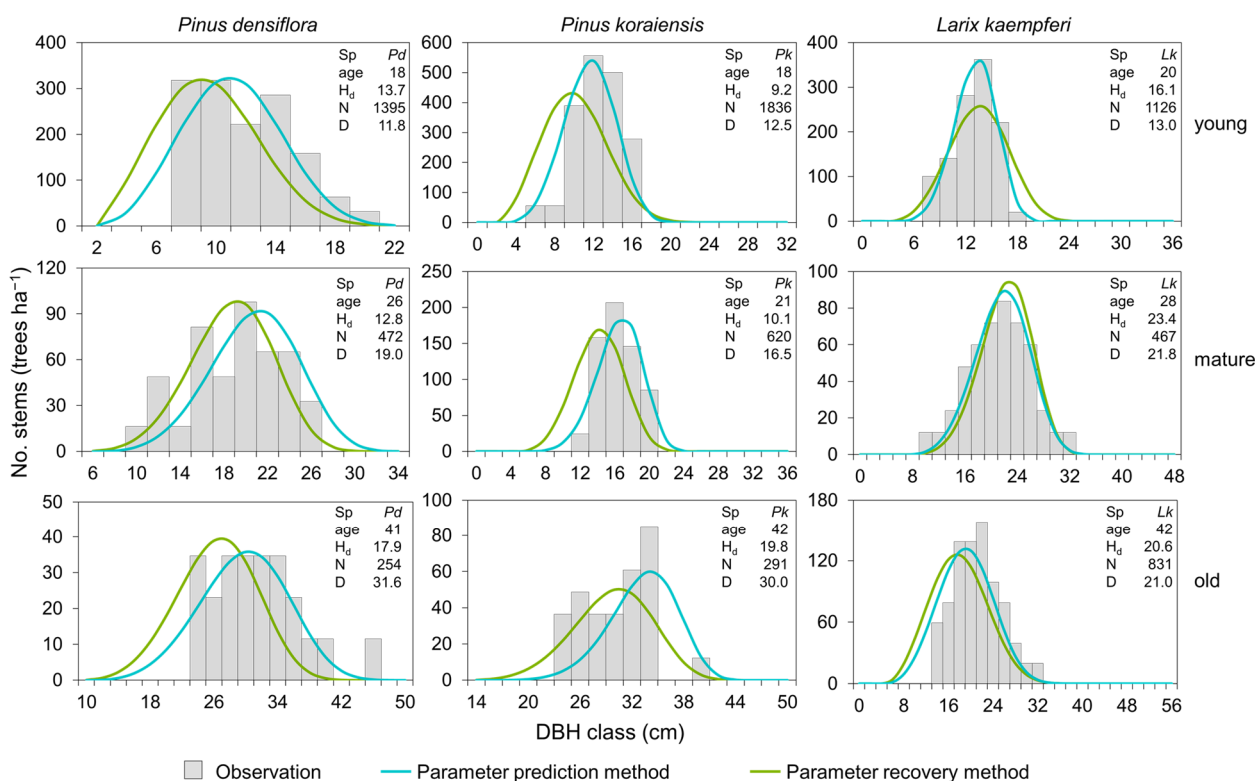 Pinus densiflora
Pinus koraiensis
Larix kaempferi
No. stems (trees ha⁻¹)
400
300
200
100
0
2 6 10 14 18 22
Sp Pd
age 18
Hd 13.7
N 1395
D 11.8
600
500
400
300
200
100
0
0 4 8 12 16 20 24 28 32
Sp Pk
age 18
Hd 9.2
N 1836
D 12.5
400
300
200
100
0
0 6 12 18 24 30 36
Sp Lk
age 20
Hd 16.1
N 1126
D 13.0
young
120
90
60
30
0
6 10 14 18 22 26 30 34
Sp Pd
age 26
Hd 12.8
N 472
D 19.0
250
200
150
100
50
0
0 4 8 12 16 20 24 28 32 36
Sp Pk
age 21
Hd 10.1
N 620
D 16.5
100
80
60
40
20
0
0 8 16 24 32 40 48
Sp Lk
age 28
Hd 23.4
N 467
D 21.8
mature
50
40
30
20
10
0
10 18 26 34 42 50
Sp Pd
age 41
Hd 17.9
N 254
D 31.6
100
80
60
40
20
0
14 20 26 32 38 44 50
Sp Pk
age 42
Hd 19.8
N 291
D 30.0
180
120
60
0
0 8 16 24 32 40 48 56
Sp Lk
age 42
Hd 20.6
N 831
D 21.0
old
DBH class (cm)
Observation
Parameter prediction method
Parameter recovery method